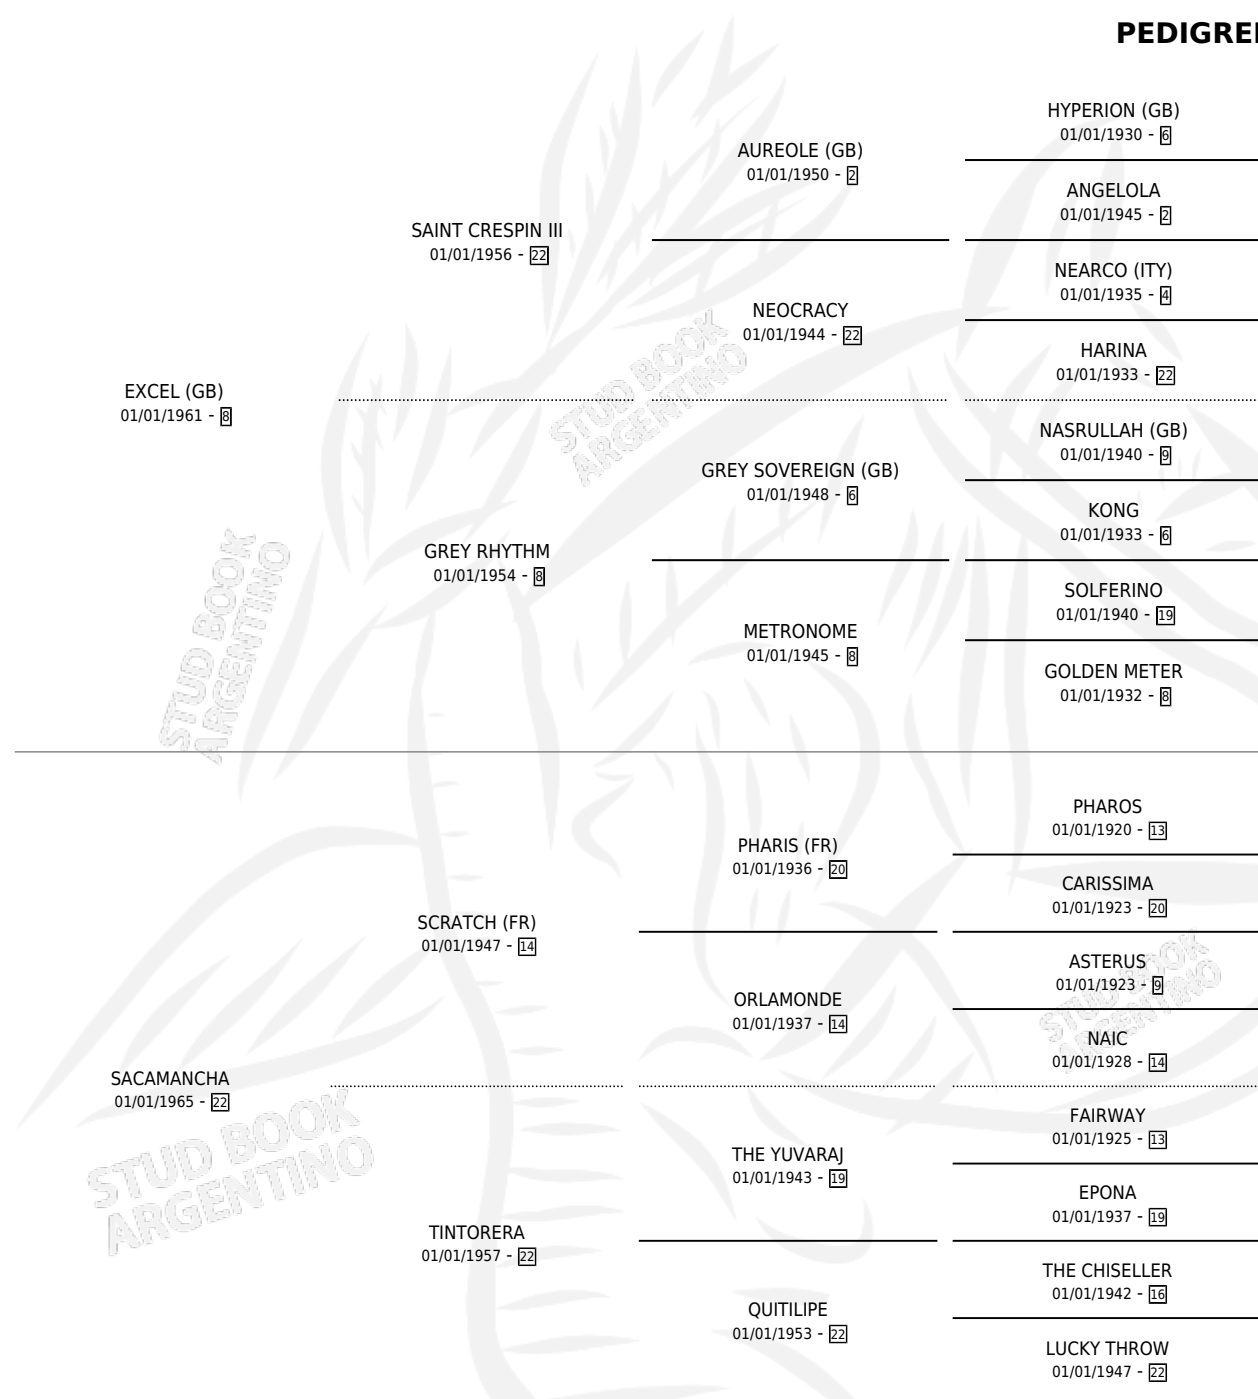 PEDIGREE
HYPERION (GB)
01/01/1930 - 6
AUREOLE (GB)
01/01/1950 - 2
ANGELOLA
01/01/1945 - 2
SAINT CRESPIN III
01/01/1956 - 22
NEARCO (ITY)
01/01/1935 - 4
NEOCRACY
01/01/1944 - 22
HARINA
01/01/1933 - 22
EXCEL (GB)
01/01/1961 - 8
NASRULLAH (GB)
01/01/1940 - 9
GREY SOVEREIGN (GB)
01/01/1948 - 6
KONG
01/01/1933 - 6
GREY RHYTHM
01/01/1954 - 8
SOLFERINO
01/01/1940 - 19
METRONOME
01/01/1945 - 8
GOLDEN METER
01/01/1932 - 8
PHAROS
01/01/1920 - 13
PHARIS (FR)
01/01/1936 - 20
CARISSIMA
01/01/1923 - 20
SCRATCH (FR)
01/01/1947 - 14
ASTERUS
01/01/1923 - 9
ORLAMONDE
01/01/1937 - 14
NAIC
01/01/1928 - 14
SACAMANCHA
01/01/1965 - 22
FAIRWAY
01/01/1925 - 13
THE YUVARAJ
01/01/1943 - 19
EPONA
01/01/1937 - 19
TINTORERA
01/01/1957 - 22
THE CHISELLER
01/01/1942 - 16
QUITILIPE
01/01/1953 - 22
LUCKY THROW
01/01/1947 - 22
STUD BOOK
ARGENTINO
STUD BOOK
ARGENTINO
STUD BOOK
ARGENTINO
STUD BOOK
ARGENTINO